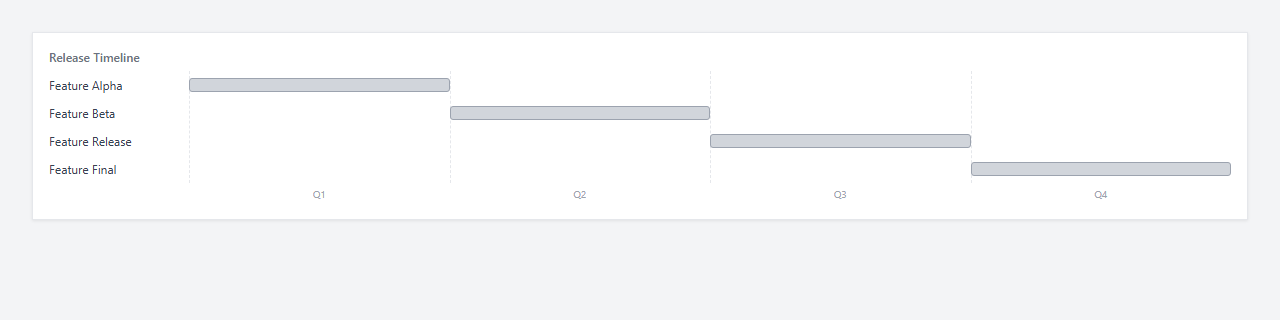 Release Timeline
Feature Alpha
Feature Beta
Feature Release
Feature Final
Q1 Q2 Q3 Q4